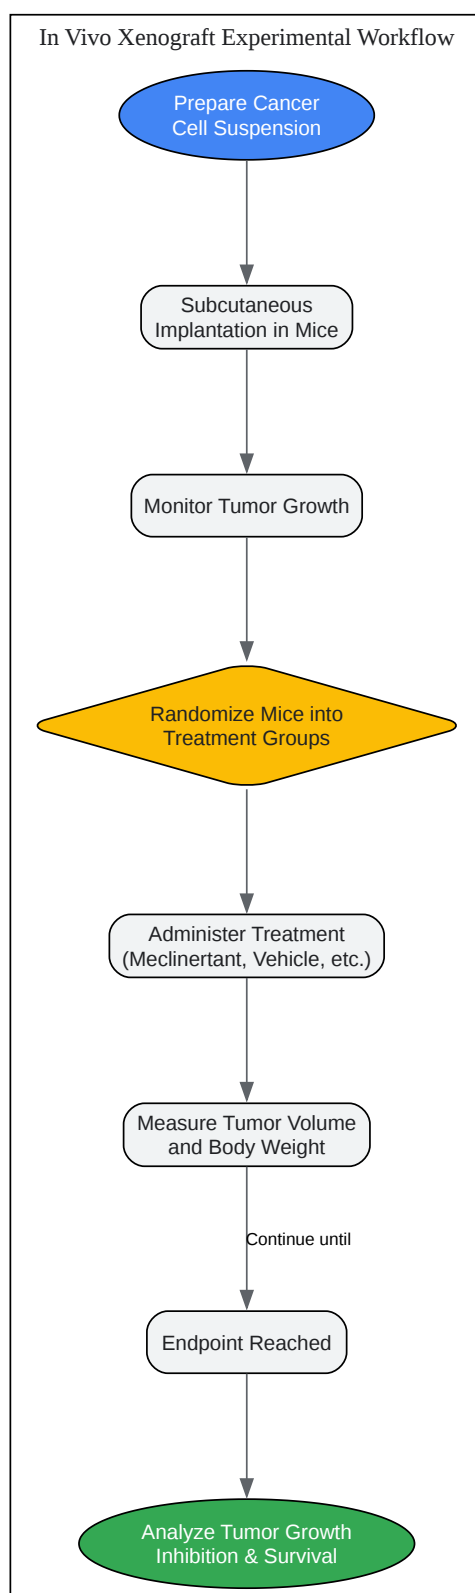 In Vivo Xenograft Experimental Workflow
Prepare Cancer
Cell Suspension
Subcutaneous
Implantation in Mice
Monitor Tumor Growth
Randomize Mice into
Treatment Groups
Administer Treatment
(Meclinertant, Vehicle, etc.)
Measure Tumor Volume
and Body Weight
Continue until
Endpoint Reached
Analyze Tumor Growth
Inhibition & Survival